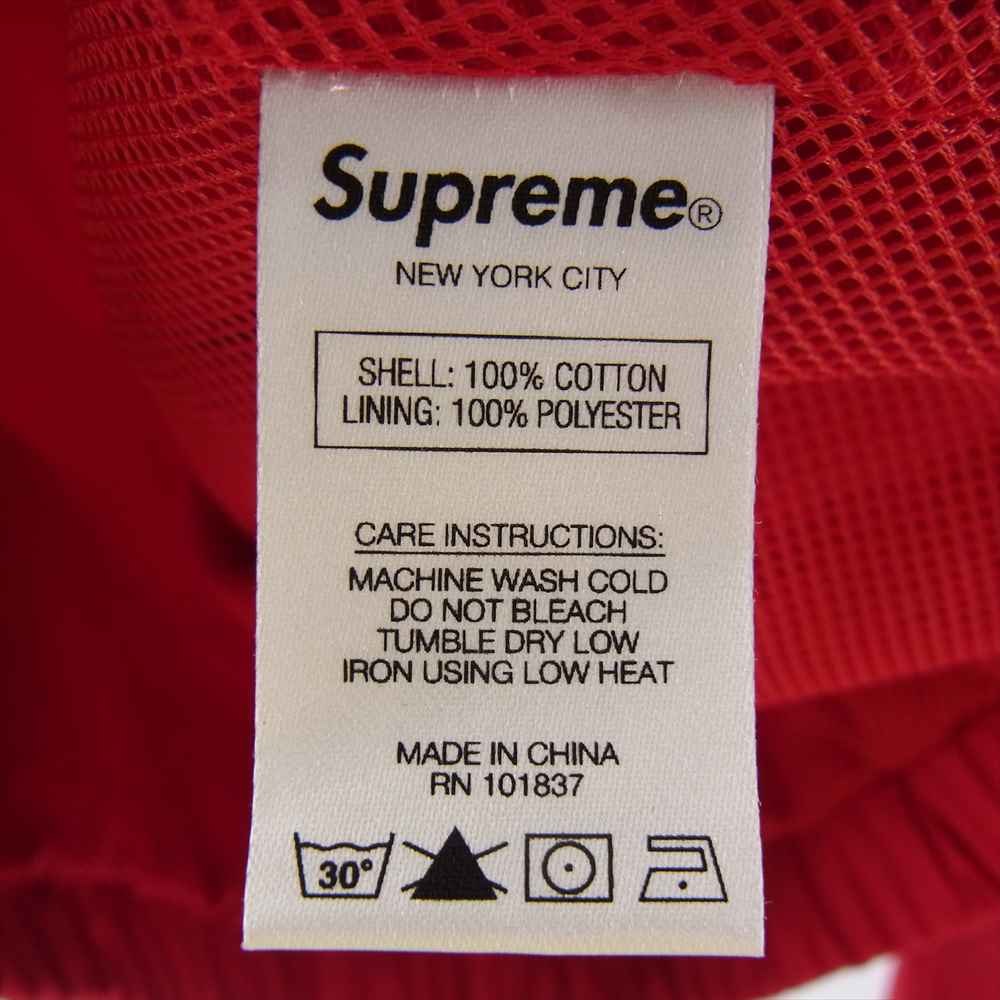 Supreme®
NEW YORK CITY
SHELL: 100% COTTON
LINING: 100% POLYESTER
CARE INSTRUCTIONS:
MACHINE WASH COLD
DO NOT BLEACH
TUMBLE DRY LOW
IRON USING LOW HEAT
MADE IN CHINA
RN 101837
30°